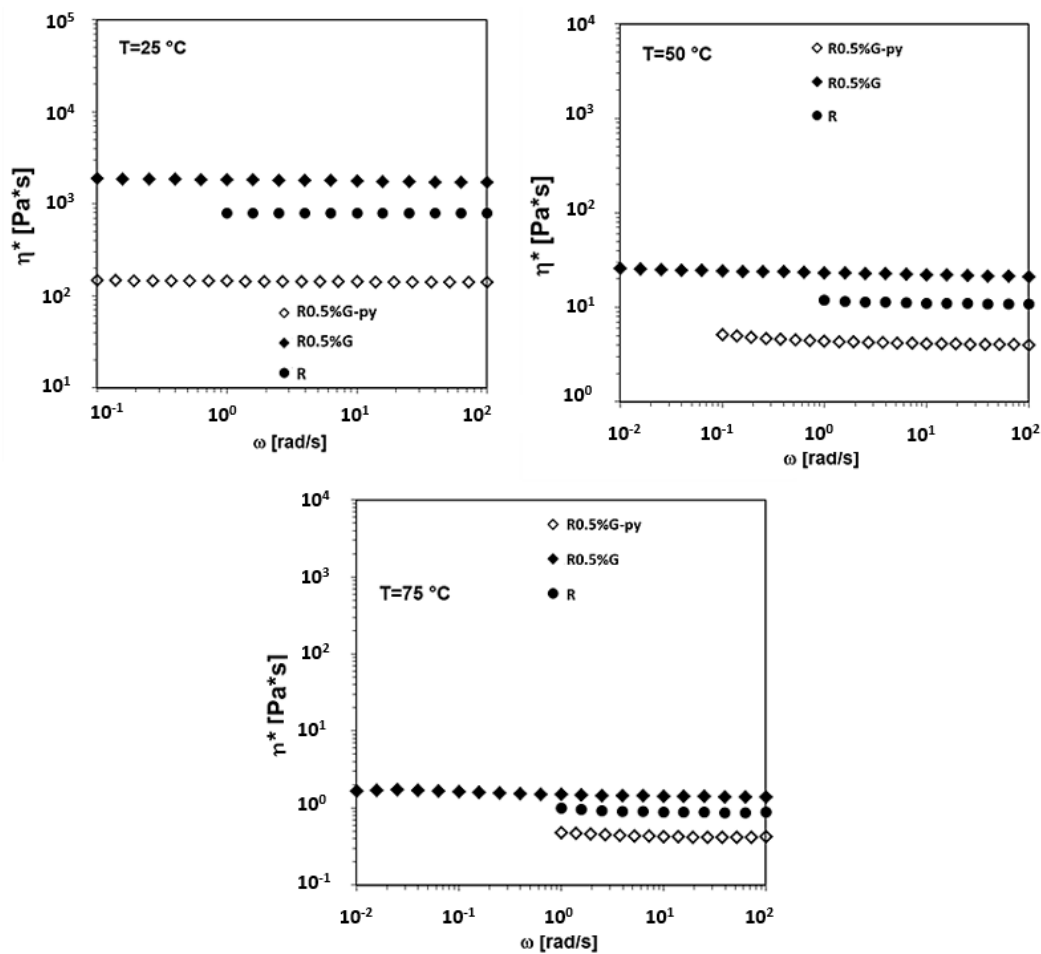 T=25 °C
η* [Pa*s]
10⁵
10⁴
10³
10²
10¹
R0.5%G-py
R0.5%G
R
10⁻¹ 10⁰ 10¹ 10²
ω [rad/s]
T=50 °C
η* [Pa*s]
10⁴
10³
10²
10¹
10⁰
R0.5%G-py
R0.5%G
R
10⁻² 10⁻¹ 10⁰ 10¹ 10²
ω [rad/s]
T=75 °C
η* [Pa*s]
10⁴
10³
10²
10¹
10⁰
10⁻¹
R0.5%G-py
R0.5%G
R
10⁻² 10⁻¹ 10⁰ 10¹ 10²
ω [rad/s]